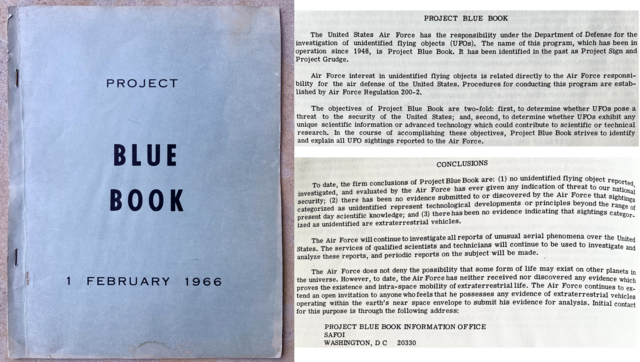 PROJECT
BLUE
BOOK
1 FEBRUARY 1966
PROJECT BLUE BOOK
The United States Air Force has the responsibility under the Department of Defense for the
investigation of unidentified flying objects (UFOs). The name of this program, which has been in
operation since 1948, is Project Blue Book. It has been identified in the past as Project Sign and
Project Grudge.
Air Force interest in unidentified flying objects is related directly to the Air Force responsi-
bility for the air defense of the United States. Procedures for conducting this program are estab-
lished by Air Force Regulation 200-2.
The objectives of Project Blue Book are two-fold: first, to determine whether UFOs pose a
threat to the security of the United States; and, second, to determine whether UFOs exhibit any
unique scientific information or advanced technology which could contribute to scientific or technical
research. In the course of accomplishing these objectives, Project Blue Book strives to identify
and explain all UFO sightings reported to the Air Force.
CONCLUSIONS
To date, the firm conclusions of Project Blue Book are: (1) no unidentified flying object reported,
investigated, and evaluated by the Air Force has ever given any indication of threat to our national
security; (2) there has been no evidence submitted to or discovered by the Air Force that sightings
categorized as unidentified represent technological developments or principles beyond the range of
present day scientific knowledge; and (3) there has been no evidence indicating that sightings categor-
ized as unidentified are extraterrestrial vehicles.
The Air Force will continue to investigate all reports of unusual aerial phenomena over the United
States. The services of qualified scientists and technicians will continue to be used to investigate and
analyze these reports, and periodic reports on the subject will be made.
The Air Force does not deny the possibility that some form of life may exist on other planets in
the universe. However, to date, the Air Force has neither received nor discovered any evidence which
proves the existence and intra-space mobility of extraterrestrial life. The Air Force continues to ex-
tend an open invitation to anyone who feels that he possesses any evidence of extraterrestrial vehicles
operating within the earth's near space envelope to submit his evidence for analysis. Initial contact
for this purpose is through the following address:
PROJECT BLUE BOOK INFORMATION OFFICE
SAFOI
WASHINGTON, D C 20330